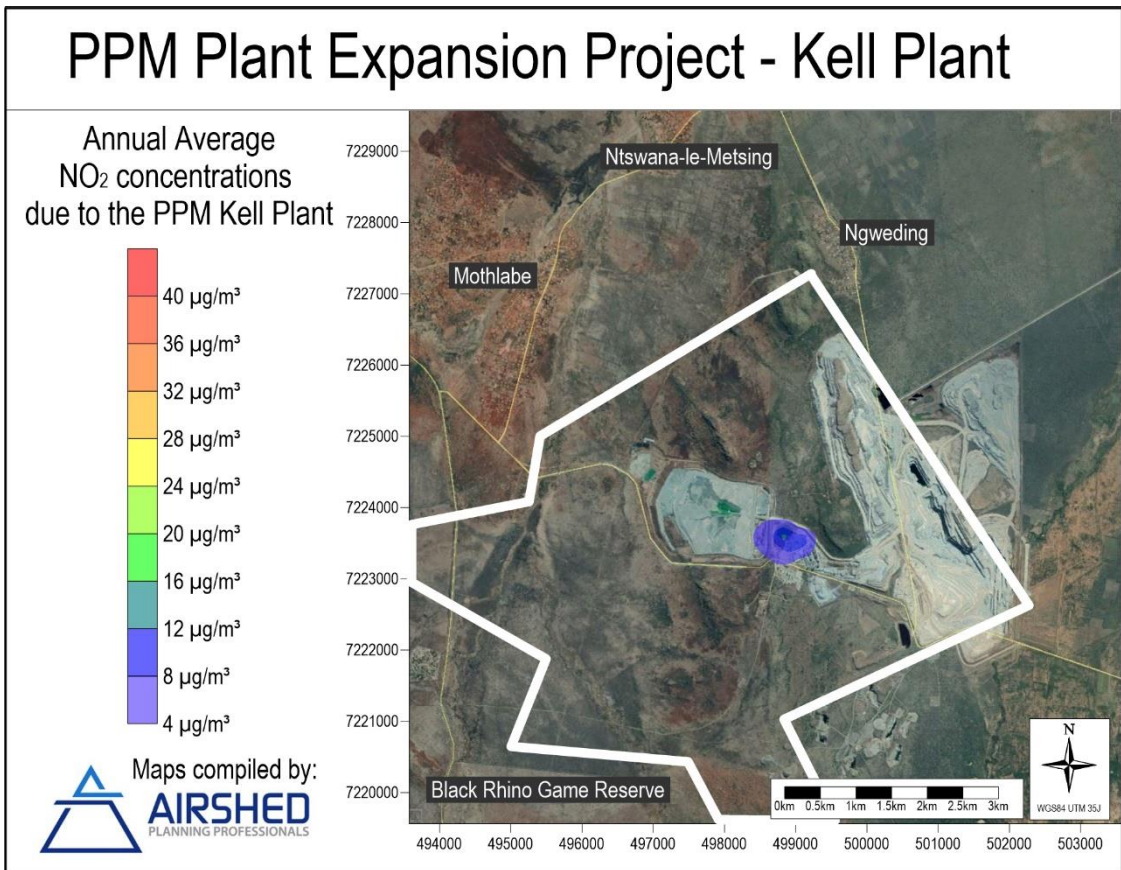 PPM Plant Expansion Project - Kell Plant
Annual Average
NO₂ concentrations
due to the PPM Kell Plant
40 µg/m³
36 µg/m³
32 µg/m³
28 µg/m³
24 µg/m³
20 µg/m³
16 µg/m³
12 µg/m³
8 µg/m³
4 µg/m³
Maps compiled by:
AIRSHED
PLANNING PROFESSIONALS
7229000
7228000
7227000
7226000
7225000
7224000
7223000
7222000
7221000
7220000
Ntswana-le-Metsing
Ngweding
Mothlabe
Black Rhino Game Reserve
0km 0.5km 1km 1.5km 2km 2.5km 3km
N
WGS84 UTM 35J
494000 495000 496000 497000 498000 499000 500000 501000 502000 503000